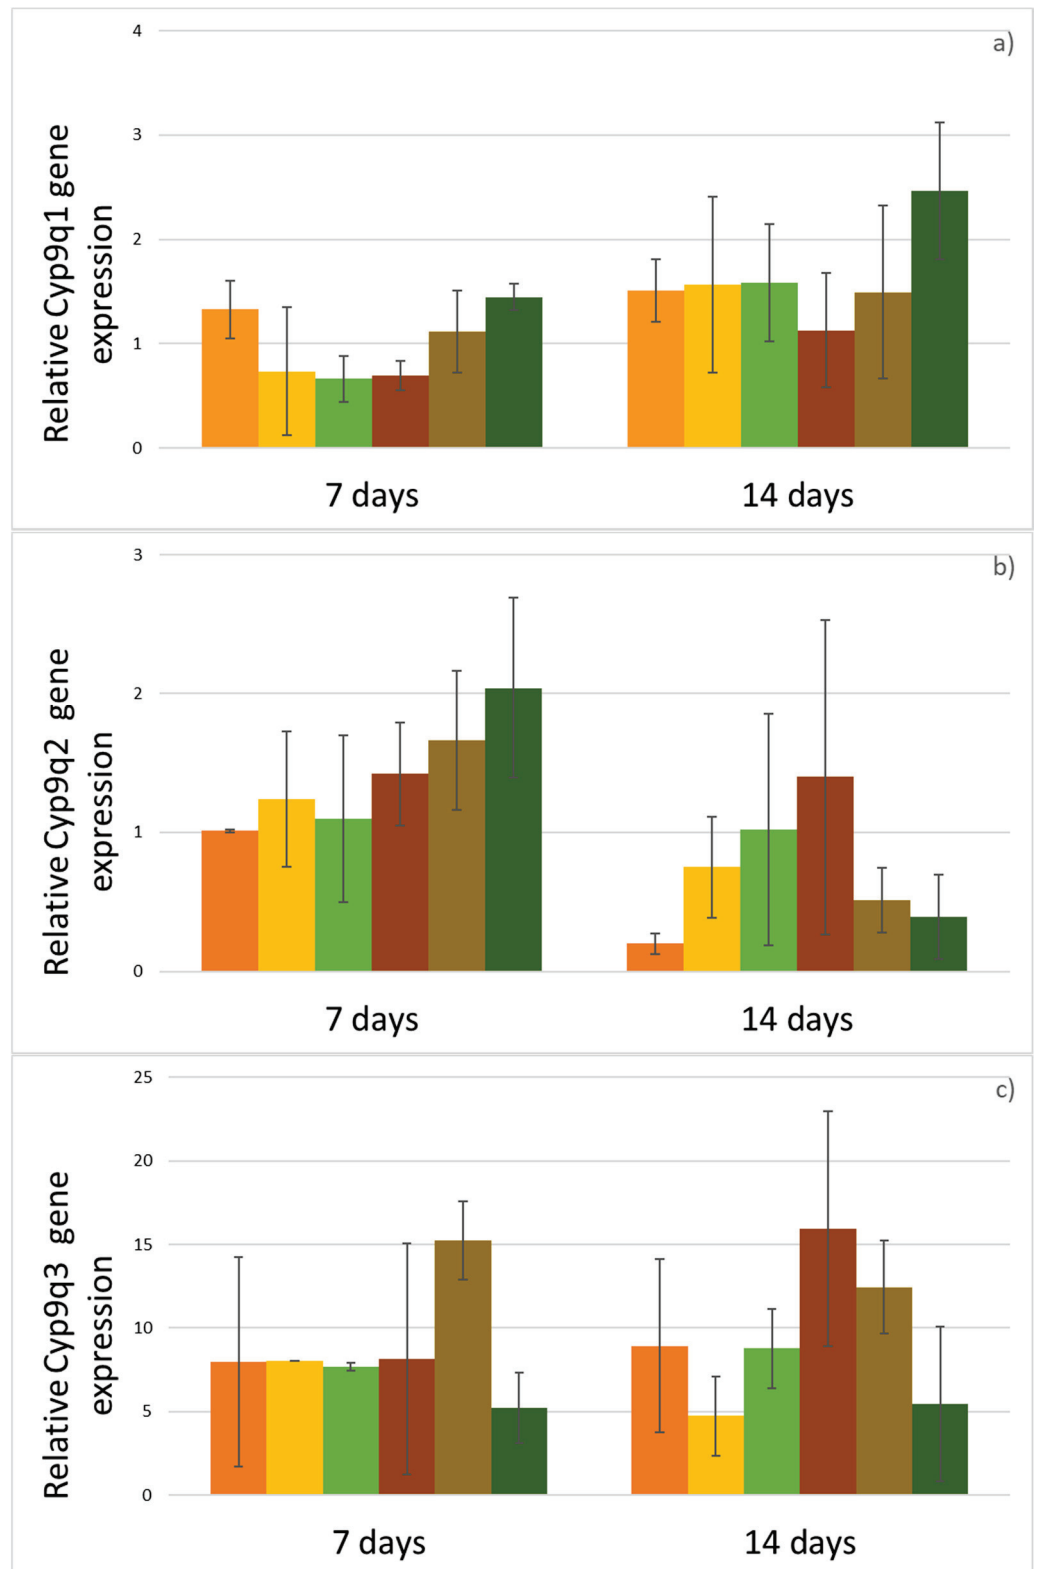 4
a)
3
2
1
0
Relative Cyp9q1 gene
expression
7 days
14 days
3
b)
2
1
0
Relative Cyp9q2 gene
expression
7 days
14 days
25
c)
20
15
10
5
0
Relative Cyp9q3 gene
expression
7 days
14 days